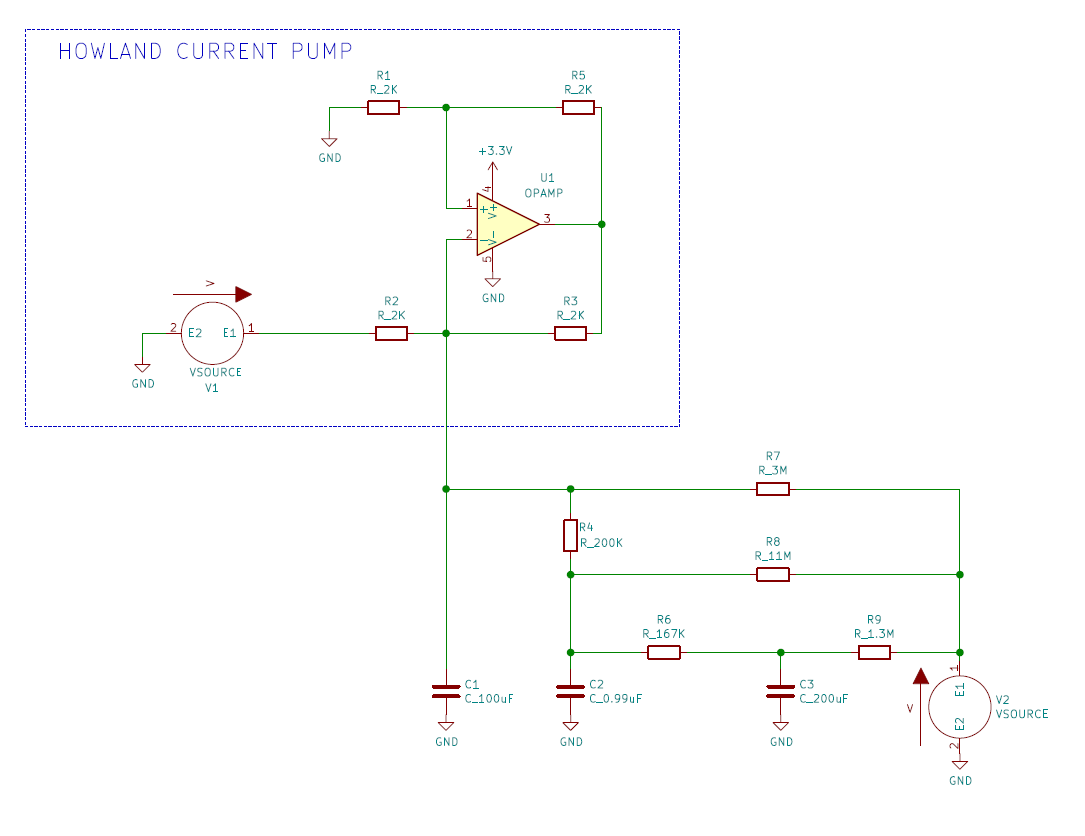 HOWLAND CURRENT PUMP
R1
R_2K
R5
R_2K
GND
+3.3V
U1
OPAMP
4
1
+
V+
3
2
-
V-
5
GND
V
2
E2
E1
1
VSOURCE
V1
GND
R2
R_2K
R3
R_2K
R7
R_3M
R4
R_200K
R8
R_11M
R6
R_167K
R9
R_1.3M
C1
C_100uF
GND
C2
C_0.99uF
GND
C3
C_200uF
GND
V
1
E1
E2
2
V2
VSOURCE
GND